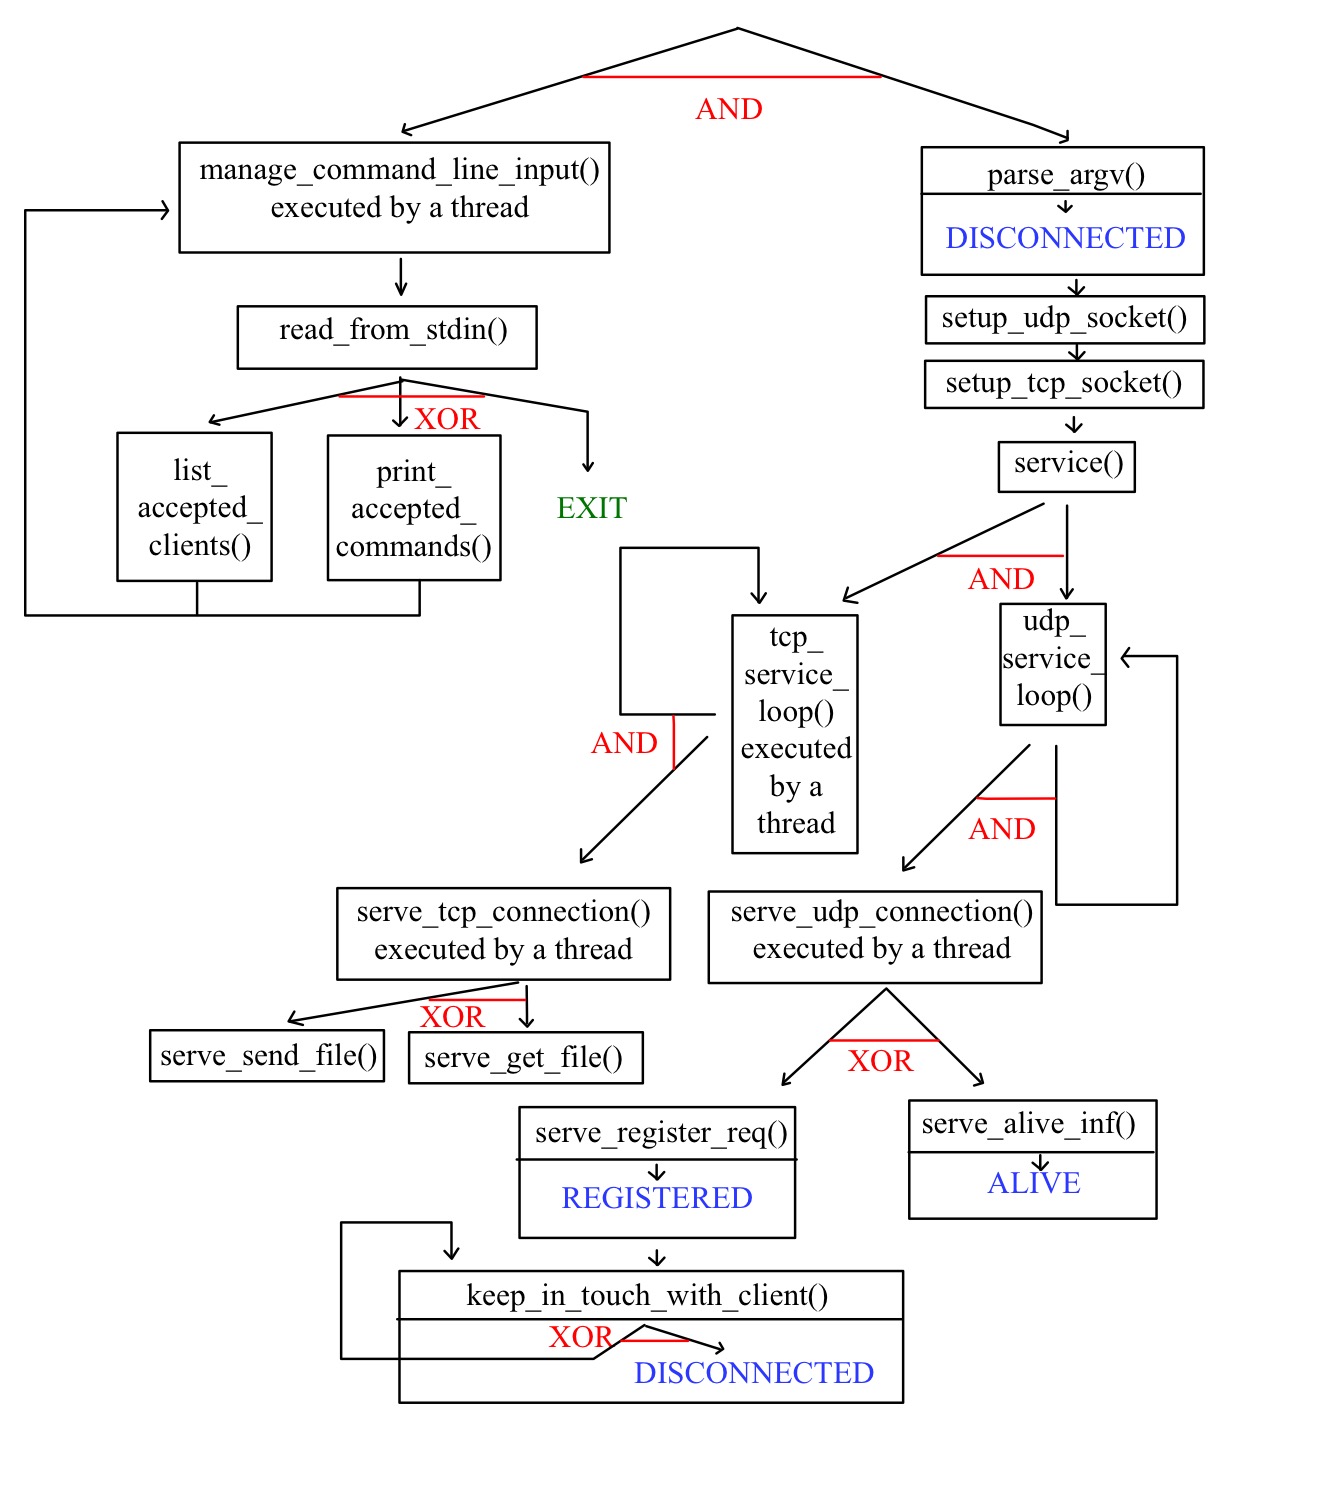 AND
manage_command_line_input()
executed by a thread
parse_argv()
DISCONNECTED
setup_udp_socket()
read_from_stdin()
setup_tcp_socket()
XOR
list_
accepted_
clients()
print_
accepted_
commands()
EXIT
service()
AND
tcp_
service_
loop()
executed
by a
thread
udp_
service_
loop()
AND
AND
serve_tcp_connection()
executed by a thread
serve_udp_connection()
executed by a thread
XOR
serve_send_file()
serve_get_file()
XOR
serve_register_req()
REGISTERED
serve_alive_inf()
ALIVE
keep_in_touch_with_client()
XOR
DISCONNECTED